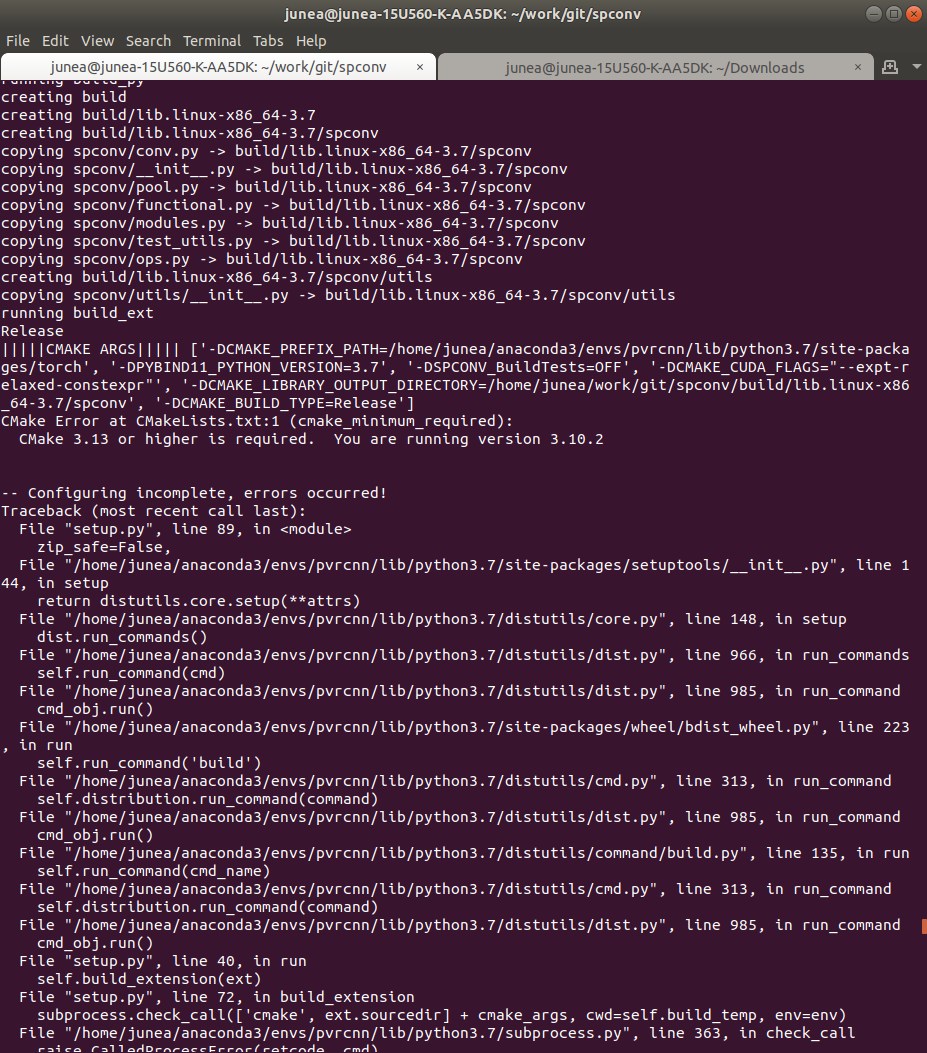 junea@junea-15U560-K-AA5DK: ~/work/git/spconv
File Edit View Search Terminal Tabs Help
junea@junea-15U560-K-AA5DK: ~/work/git/spconv × junea@junea-15U560-K-AA5DK: ~/Downloads ×
running build_py
creating build
creating build/lib.linux-x86_64-3.7
creating build/lib.linux-x86_64-3.7/spconv
copying spconv/conv.py -> build/lib.linux-x86_64-3.7/spconv
copying spconv/__init__.py -> build/lib.linux-x86_64-3.7/spconv
copying spconv/pool.py -> build/lib.linux-x86_64-3.7/spconv
copying spconv/functional.py -> build/lib.linux-x86_64-3.7/spconv
copying spconv/modules.py -> build/lib.linux-x86_64-3.7/spconv
copying spconv/test_utils.py -> build/lib.linux-x86_64-3.7/spconv
copying spconv/ops.py -> build/lib.linux-x86_64-3.7/spconv
creating build/lib.linux-x86_64-3.7/spconv/utils
copying spconv/utils/__init__.py -> build/lib.linux-x86_64-3.7/spconv/utils
running build_ext
Release
|||||CMAKE ARGS||||| ['-DCMAKE_PREFIX_PATH=/home/junea/anaconda3/envs/pvrcnn/lib/python3.7/site-packa
ges/torch', '-DPYBIND11_PYTHON_VERSION=3.7', '-DSPCONV_BuildTests=OFF', '-DCMAKE_CUDA_FLAGS="--expt-r
elaxed-constexpr"', '-DCMAKE_LIBRARY_OUTPUT_DIRECTORY=/home/junea/work/git/spconv/build/lib.linux-x86
_64-3.7/spconv', '-DCMAKE_BUILD_TYPE=Release']
CMake Error at CMakeLists.txt:1 (cmake_minimum_required):
  CMake 3.13 or higher is required.  You are running version 3.10.2
-- Configuring incomplete, errors occurred!
Traceback (most recent call last):
  File "setup.py", line 89, in <module>
    zip_safe=False,
  File "/home/junea/anaconda3/envs/pvrcnn/lib/python3.7/site-packages/setuptools/__init__.py", line 1
44, in setup
    return distutils.core.setup(**attrs)
  File "/home/junea/anaconda3/envs/pvrcnn/lib/python3.7/distutils/core.py", line 148, in setup
    dist.run_commands()
  File "/home/junea/anaconda3/envs/pvrcnn/lib/python3.7/distutils/dist.py", line 966, in run_commands
    self.run_command(cmd)
  File "/home/junea/anaconda3/envs/pvrcnn/lib/python3.7/distutils/dist.py", line 985, in run_command
    cmd_obj.run()
  File "/home/junea/anaconda3/envs/pvrcnn/lib/python3.7/site-packages/wheel/bdist_wheel.py", line 223
, in run
    self.run_command('build')
  File "/home/junea/anaconda3/envs/pvrcnn/lib/python3.7/distutils/cmd.py", line 313, in run_command
    self.distribution.run_command(command)
  File "/home/junea/anaconda3/envs/pvrcnn/lib/python3.7/distutils/dist.py", line 985, in run_command
    cmd_obj.run()
  File "/home/junea/anaconda3/envs/pvrcnn/lib/python3.7/distutils/command/build.py", line 135, in run
    self.run_command(cmd_name)
  File "/home/junea/anaconda3/envs/pvrcnn/lib/python3.7/distutils/cmd.py", line 313, in run_command
    self.distribution.run_command(command)
  File "/home/junea/anaconda3/envs/pvrcnn/lib/python3.7/distutils/dist.py", line 985, in run_command
    cmd_obj.run()
  File "setup.py", line 40, in run
    self.build_extension(ext)
  File "setup.py", line 72, in build_extension
    subprocess.check_call(['cmake', ext.sourcedir] + cmake_args, cwd=self.build_temp, env=env)
  File "/home/junea/anaconda3/envs/pvrcnn/lib/python3.7/subprocess.py", line 363, in check_call
    raise CalledProcessError(retcode, cmd)